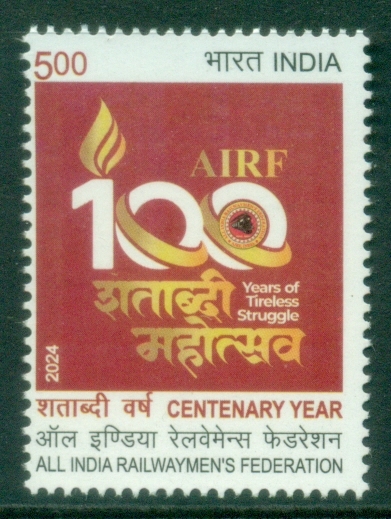 500 भारत INDIA
AIRF
100
शताब्दी
Years of
Tireless
Struggle
महोत्सव
2024
शताब्दी वर्ष CENTENARY YEAR
ऑल इण्डिया रेलवेमेन्स फेडरेशन
ALL INDIA RAILWAYMEN'S FEDERATION